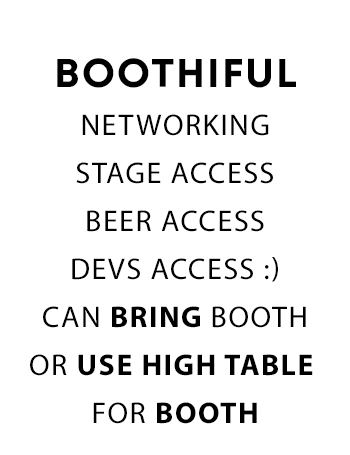 BOOTHIFUL
NETWORKING
STAGE ACCESS
BEER ACCESS
DEVS ACCESS :)
CAN BRING BOOTH
OR USE HIGH TABLE
FOR BOOTH